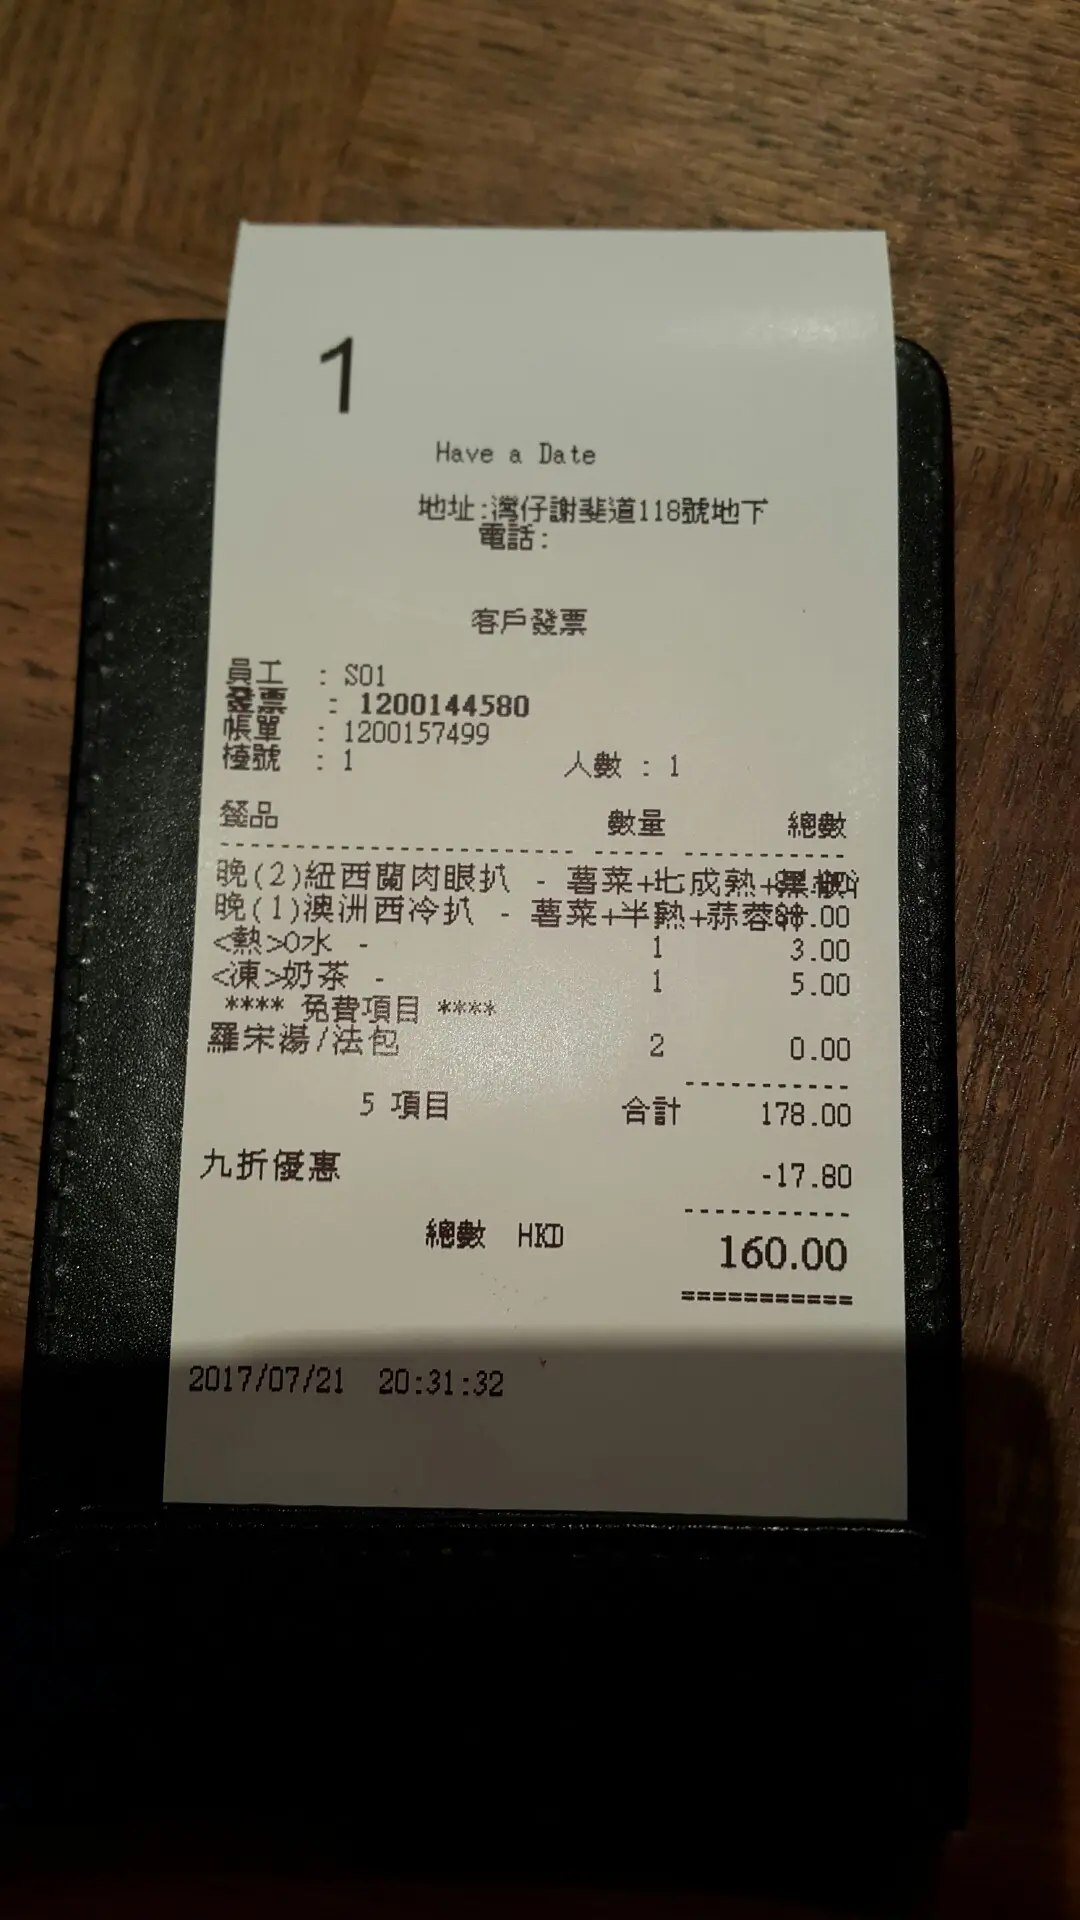 1
Have a Date
地址:灣仔謝斐道118號地下
電話:
客戶發票
員工 : S01
發票 : 1200144580
帳單 : 1200157499
檯號 : 1 人數 : 1
餐品 數量 總數
晚(2)紐西蘭肉眼扒 - 薯菜+七成熟+黑椒
晚(1)澳洲西冷扒 - 薯菜+半熟+蒜蓉 .00
<熱>O水 - 1 3.00
<凍>奶茶 - 1 5.00
**** 免費項目 ****
羅宋湯/法包 2 0.00
5 項目 合計 178.00
九折優惠 -17.80
總數 HKD 160.00
===========
2017/07/21 20:31:32